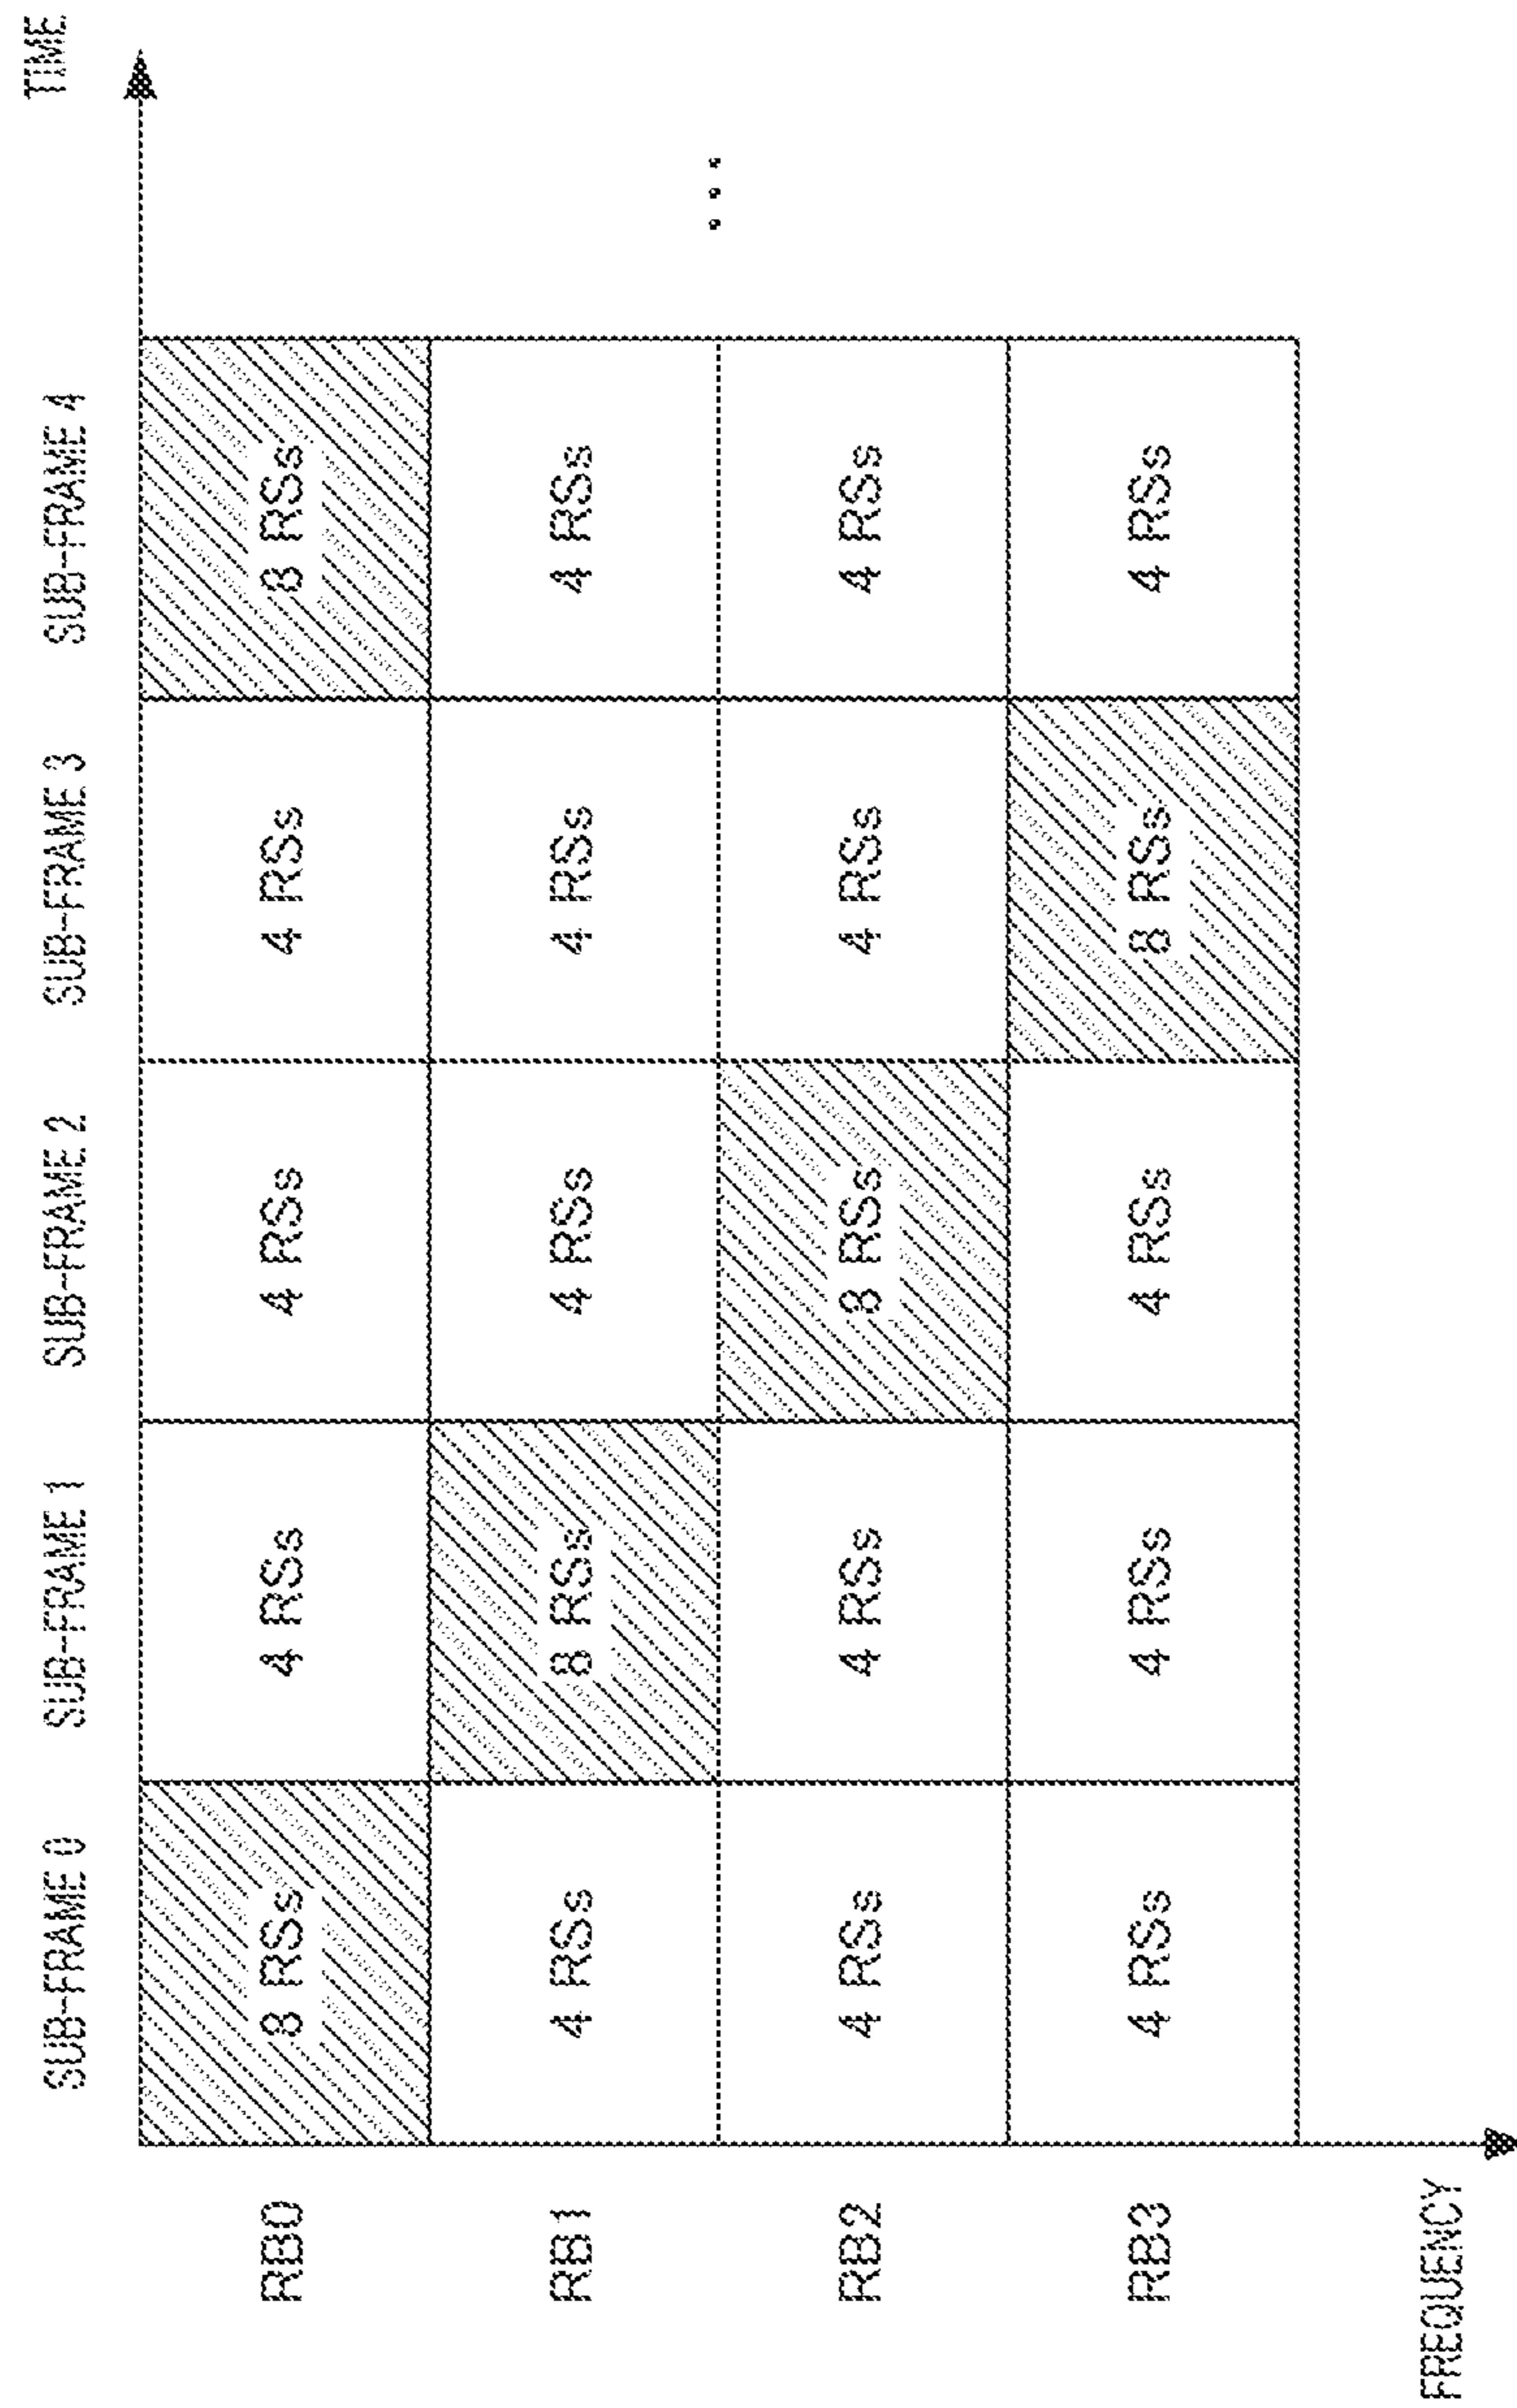 TIME
SUB-FRAME 0 SUB-FRAME 1 SUB-FRAME 2 SUB-FRAME 3 SUB-FRAME 4
RB0 8 RSs 4 RSs 4 RSs 4 RSs 8 RSs
RB1 4 RSs 8 RSs 4 RSs 4 RSs 4 RSs
RB2 4 RSs 4 RSs 8 RSs 4 RSs 4 RSs
...
RB3 4 RSs 4 RSs 4 RSs 8 RSs 4 RSs
FREQUENCY